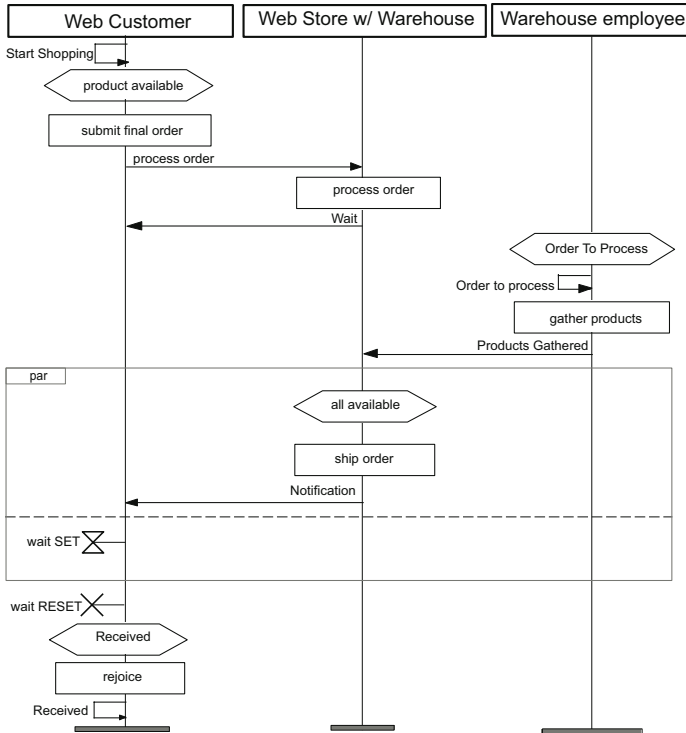 Web Customer
Web Store w/ Warehouse
Warehouse employee
Start Shopping
product available
submit final order
process order
process order
Wait
Order To Process
Order to process
gather products
Products Gathered
par
all available
ship order
Notification
wait SET
wait RESET
Received
rejoice
Received